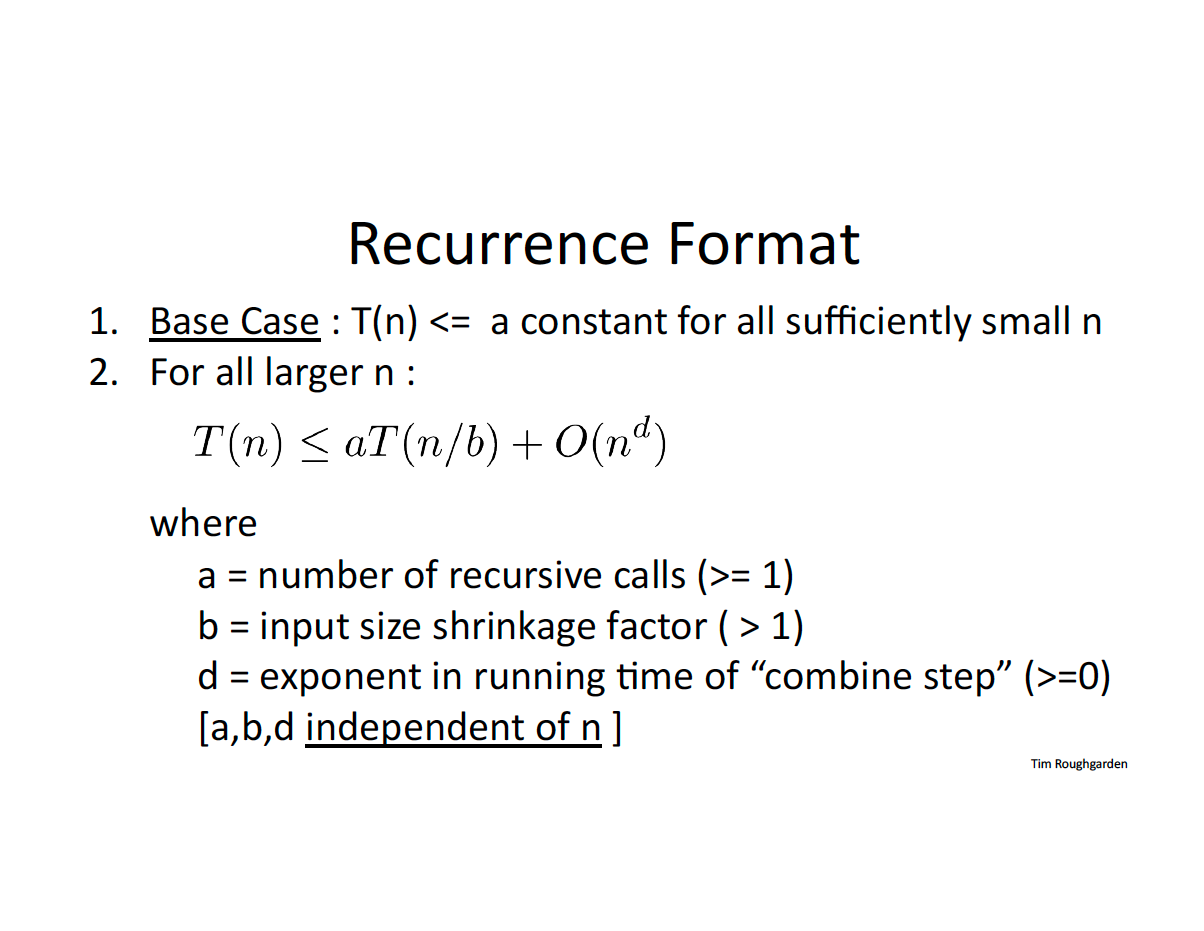 Recurrence Format
1. Base Case : T(n) <= a constant for all sufficiently small n
2. For all larger n :
T(n) ≤ aT(n/b) + O(n^d)
where
a = number of recursive calls (>= 1)
b = input size shrinkage factor ( > 1)
d = exponent in running time of “combine step” (>=0)
[a,b,d independent of n ]
Tim Roughgarden